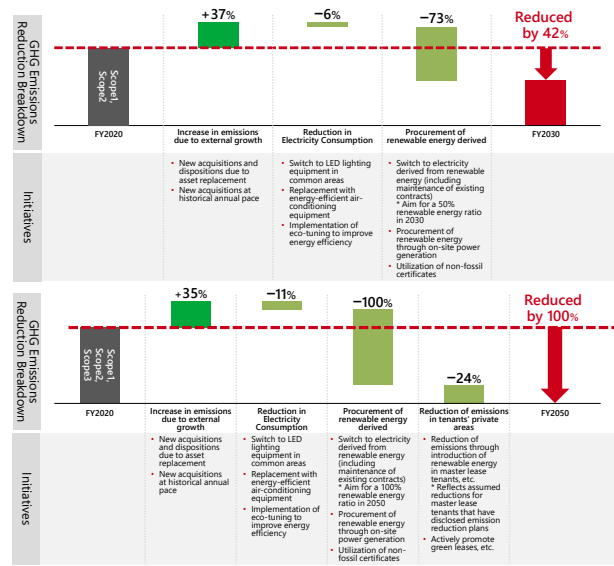 GHG Emissions
Reduction Breakdown
+37%
−6%
−73%
Reduced
by 42%
Scope1,
Scope2
FY2020
Increase in emissions
due to external growth
Reduction in
Electricity Consumption
Procurement of
renewable energy derived
FY2030
Initiatives
• New acquisitions and
dispositions due to
asset replacement
• New acquisitions at
historical annual pace
• Switch to LED lighting
equipment in
common areas
• Replacement with
energy-efficient air-
conditioning
equipment
• Implementation of
eco-tuning to improve
energy efficiency
• Switch to electricity
derived from renewable
energy (including
maintenance of existing
contracts)
* Aim for a 50%
renewable energy ratio
in 2030
• Procurement of
renewable energy
through on-site power
generation
• Utilization of non-fossil
certificates
GHG Emissions
Reduction Breakdown
+35%
−11%
−100%
−24%
Reduced
by 100%
Scope1,
Scope2,
Scope3
FY2020
Increase in emissions
due to external
growth
Reduction in
Electricity
Consumption
Procurement of
renewable energy
derived
Reduction of emissions
in tenants' private
areas
FY2050
Initiatives
• New acquisitions
and dispositions
due to asset
replacement
• New acquisitions
at historical annual
pace
• Switch to LED
lighting
equipment in
common areas
• Replacement with
energy-efficient
air-conditioning
equipment
• Implementation of
eco-tuning to
improve energy
efficiency
• Switch to electricity
derived from
renewable energy
(including
maintenance of
existing contracts)
* Aim for a 100%
renewable energy
ratio in 2050
• Procurement of
renewable energy
through on-site
power generation
• Utilization of non-
fossil certificates
• Reduction of
emissions through
introduction of
renewable energy
in master lease
tenants, etc.
* Reflects assumed
reductions for
master lease
tenants that have
disclosed emission
reduction plans
• Actively promote
green leases, etc.